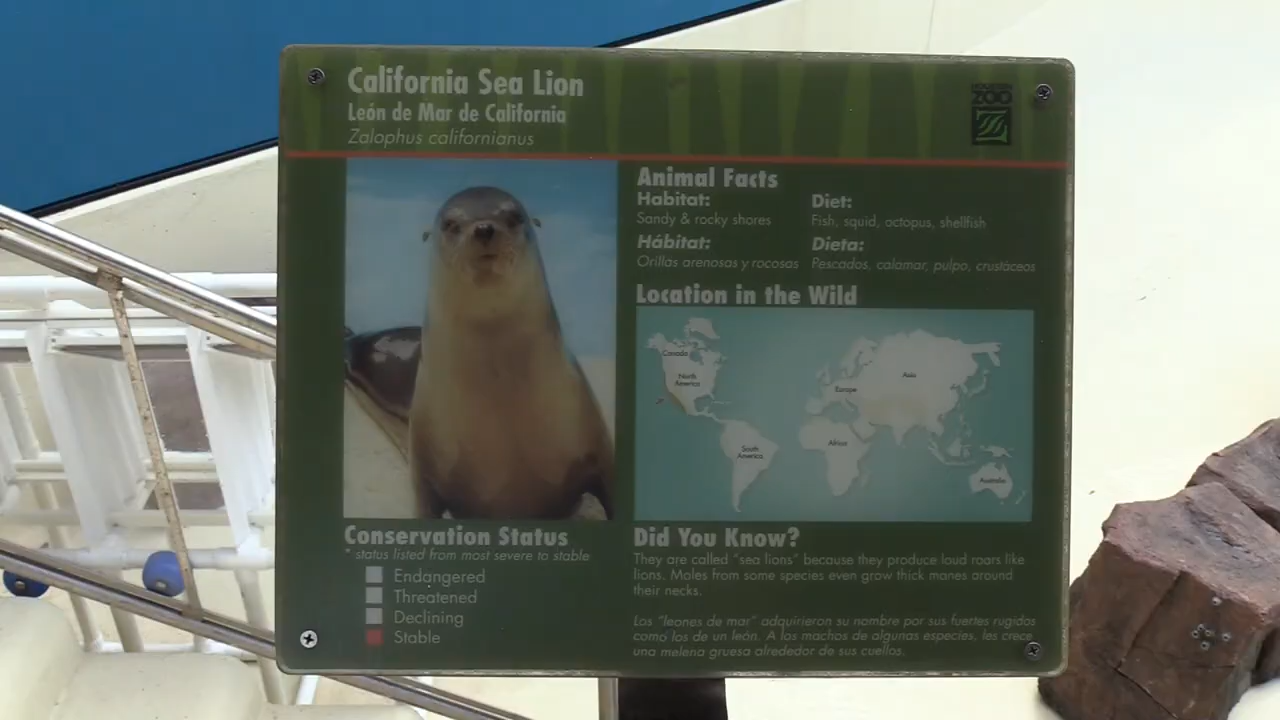 California Sea Lion
León de Mar de California
Zalophus californianus
HOUSTON
ZOO
Animal Facts
Habitat:
Sandy & rocky shores
Diet:
Fish, squid, octopus, shellfish
Hábitat:
Orillas arenosas y rocosas
Dieta:
Pescados, calamar, pulpo, crustáceos
Location in the Wild
Canada
North
America
South
America
Europe
Africa
Asia
Australia
Conservation Status
* status listed from most severe to stable
Endangered
Threatened
Declining
Stable
Did You Know?
They are called "sea lions" because they produce loud roars like
lions. Males from some species even grow thick manes around
their necks.
Los "leones de mar" adquirieron su nombre por sus fuertes rugidos
como los de un león. A los machos de algunas especies, les crece
una melena gruesa alrededor de sus cuellos.